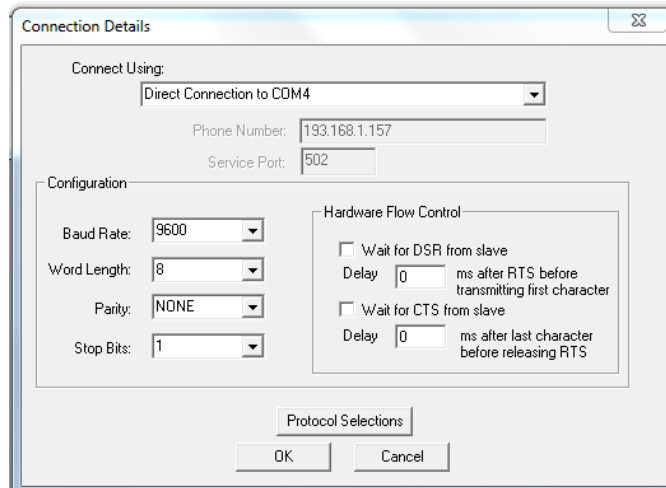 Connection Details
Connect Using:
Direct Connection to COM4
Phone Number: 193.168.1.157
Service Port: 502
Configuration
Baud Rate: 9600
Word Length: 8
Parity: NONE
Stop Bits: 1
Hardware Flow Control
Wait for DSR from slave
Delay 0 ms after RTS before
transmitting first character
Wait for CTS from slave
Delay 0 ms after last character
before releasing RTS
Protocol Selections
OK Cancel